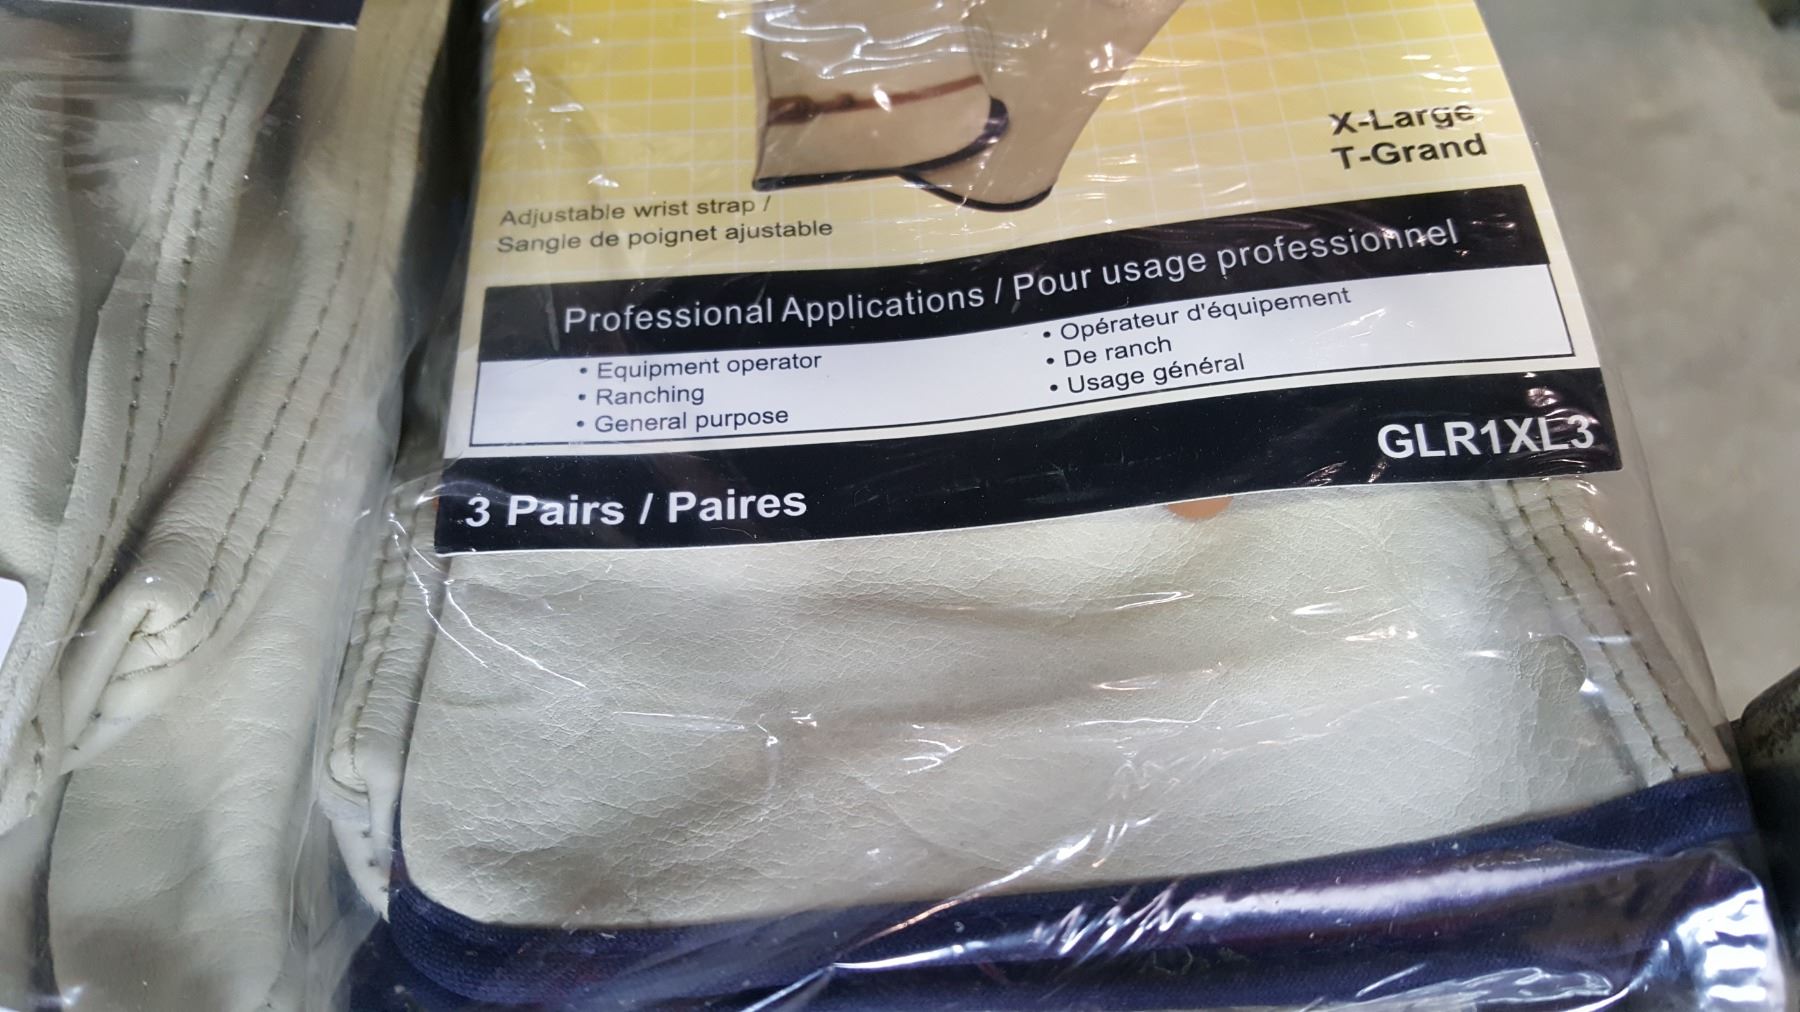 X-Large
T-Grand
Adjustable wrist strap /
Sangle de poignet ajustable
Professional Applications / Pour usage professionnel
• Equipment operator
• Ranching
• General purpose
• Opérateur d'équipement
• De ranch
• Usage général
GLR1XL3
3 Pairs / Paires